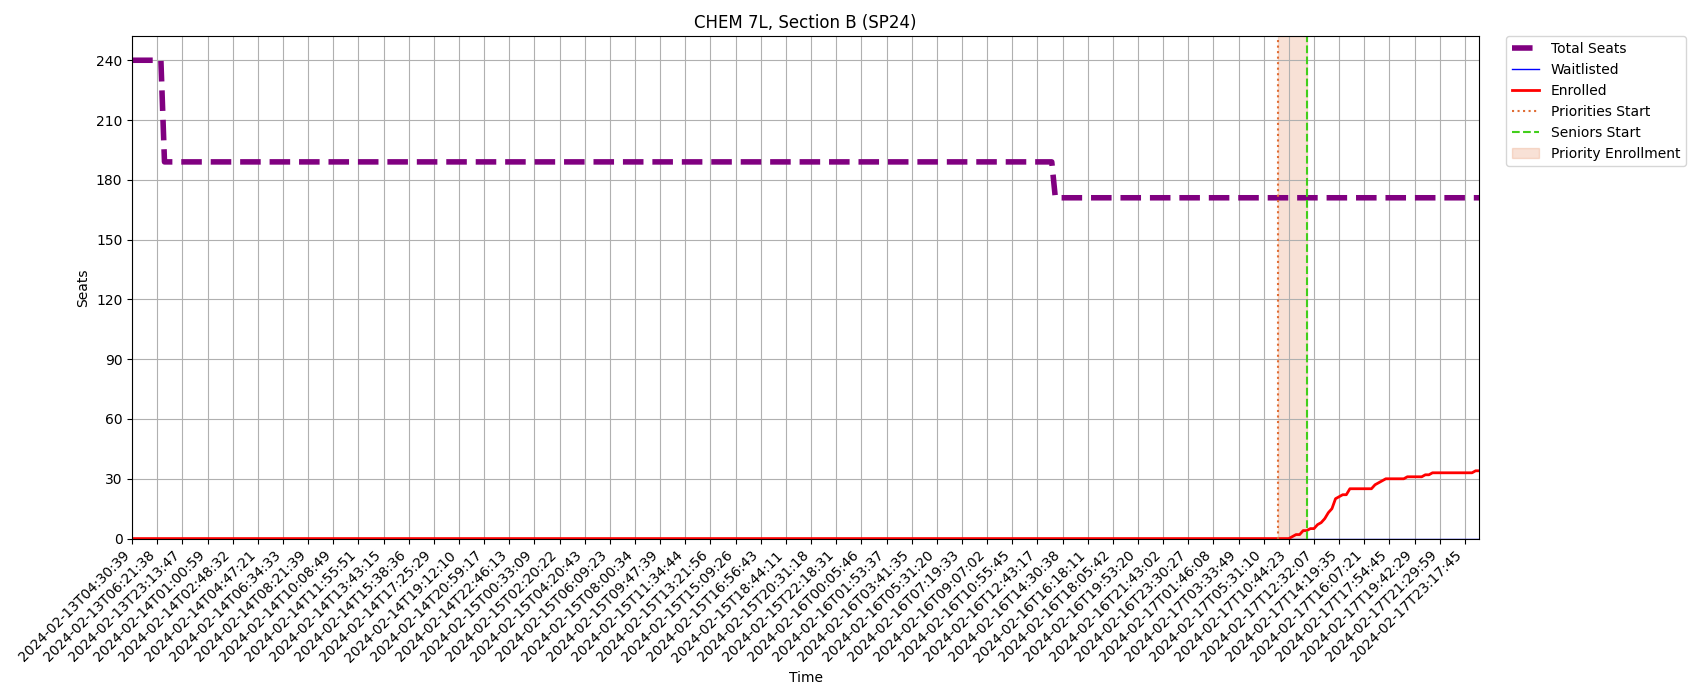 CHEM 7L, Section B (SP24)
Total Seats
Waitlisted
Enrolled
Priorities Start
Seniors Start
Priority Enrollment
240
210
180
150
120
90
60
30
0
Seats
2024-02-13T04:30:39
2024-02-13T06:21:38
2024-02-13T23:13:47
2024-02-14T01:00:59
2024-02-14T02:48:32
2024-02-14T04:47:21
2024-02-14T06:34:33
2024-02-14T08:21:39
2024-02-14T10:08:49
2024-02-14T11:55:51
2024-02-14T13:43:15
2024-02-14T15:38:36
2024-02-14T17:25:29
2024-02-14T19:12:10
2024-02-14T20:59:17
2024-02-14T22:46:13
2024-02-15T00:33:09
2024-02-15T02:20:22
2024-02-15T04:20:43
2024-02-15T06:09:23
2024-02-15T08:00:34
2024-02-15T09:47:39
2024-02-15T11:34:44
2024-02-15T13:21:56
2024-02-15T15:09:26
2024-02-15T16:56:43
2024-02-15T18:44:11
2024-02-15T20:31:18
2024-02-15T22:18:31
2024-02-16T00:05:46
2024-02-16T01:53:37
2024-02-16T03:41:35
2024-02-16T05:31:20
2024-02-16T07:19:33
2024-02-16T09:07:02
2024-02-16T10:55:45
2024-02-16T12:43:17
2024-02-16T14:30:38
2024-02-16T16:18:11
2024-02-16T18:05:42
2024-02-16T19:53:20
2024-02-16T21:43:02
2024-02-16T23:30:27
2024-02-17T01:46:08
2024-02-17T03:33:49
2024-02-17T05:31:10
2024-02-17T10:44:23
2024-02-17T12:32:07
2024-02-17T14:19:35
2024-02-17T16:07:21
2024-02-17T17:54:45
2024-02-17T19:42:29
2024-02-17T21:29:59
2024-02-17T23:17:45
Time